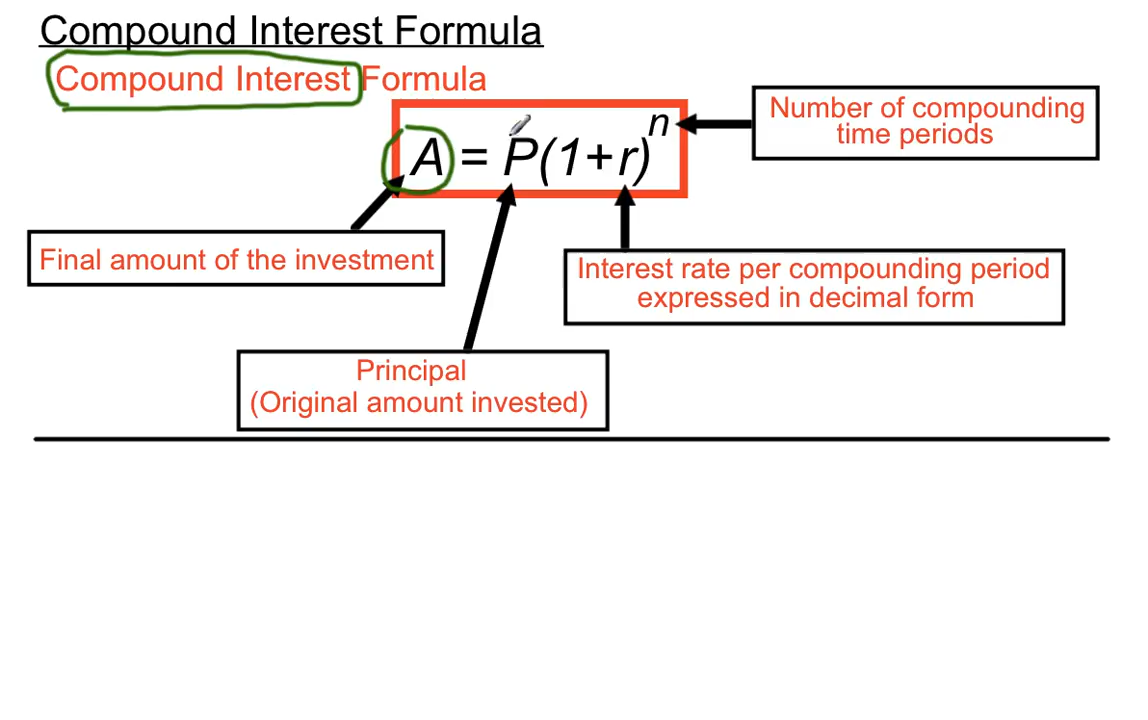 Compound Interest Formula
Compound Interest Formula
A = P(1+r)^n
Number of compounding
time periods
Final amount of the investment
Interest rate per compounding period
expressed in decimal form
Principal
(Original amount invested)